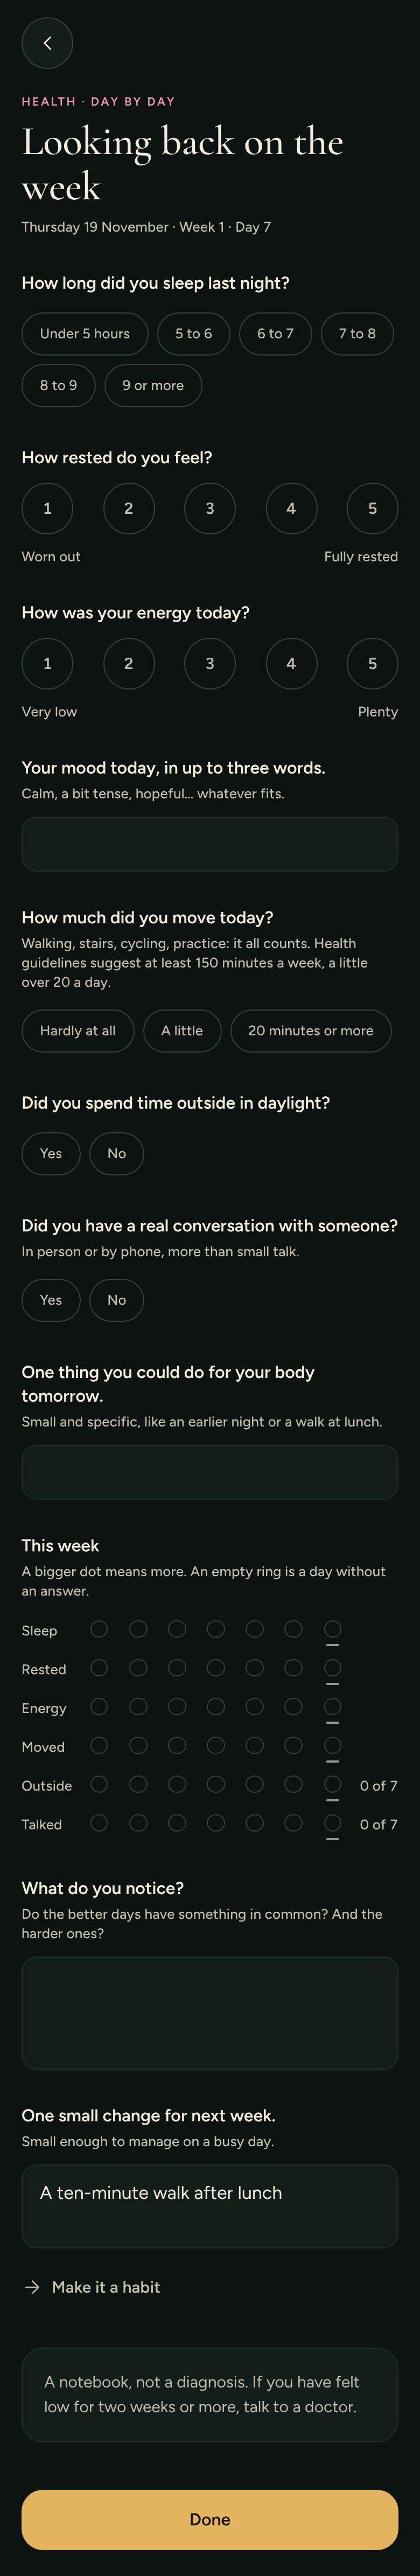 HEALTH · DAY BY DAY
Looking back on the
week
Thursday 19 November · Week 1 · Day 7
How long did you sleep last night?
Under 5 hours
5 to 6
6 to 7
7 to 8
8 to 9
9 or more
How rested do you feel?
1
2
3
4
5
Worn out
Fully rested
How was your energy today?
1
2
3
4
5
Very low
Plenty
Your mood today, in up to three words.
Calm, a bit tense, hopeful… whatever fits.
How much did you move today?
Walking, stairs, cycling, practice: it all counts. Health
guidelines suggest at least 150 minutes a week, a little
over 20 a day.
Hardly at all
A little
20 minutes or more
Did you spend time outside in daylight?
Yes
No
Did you have a real conversation with someone?
In person or by phone, more than small talk.
Yes
No
One thing you could do for your body
tomorrow.
Small and specific, like an earlier night or a walk at lunch.
This week
A bigger dot means more. An empty ring is a day without
an answer.
Sleep
Rested
Energy
Moved
Outside 0 of 7
Talked 0 of 7
What do you notice?
Do the better days have something in common? And the
harder ones?
One small change for next week.
Small enough to manage on a busy day.
A ten-minute walk after lunch
Make it a habit
A notebook, not a diagnosis. If you have felt
low for two weeks or more, talk to a doctor.
Done